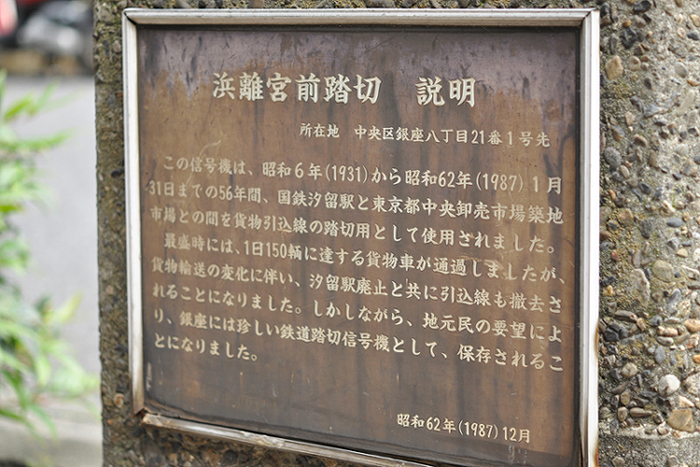 浜離宮前踏切　説明
所在地　中央区銀座八丁目21番1号先
この信号機は、昭和6年(1931)から昭和62年(1987)1月
31日までの56年間、国鉄汐留駅と東京都中央卸売市場築地
市場との間を貨物引込線の踏切用として使用されました。
最盛時には、1日150輌に達する貨物車が通過しましたが、
貨物輸送の変化に伴い、汐留駅廃止と共に引込線も撤去さ
れることになりました。しかしながら、地元民の要望によ
り、銀座には珍しい鉄道踏切信号機として、保存されるこ
とになりました。
昭和62年(1987)12月